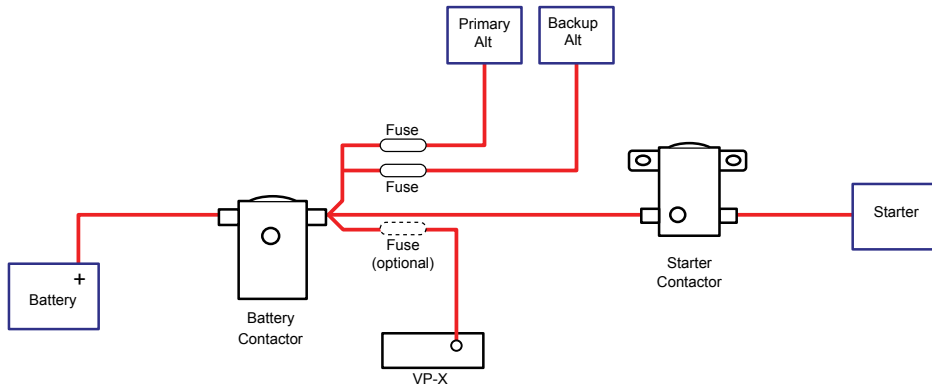 Primary
Alt
Backup
Alt
Fuse
Fuse
Fuse
(optional)
Starter
+
Battery
Battery
Contactor
Starter
Contactor
VP-X